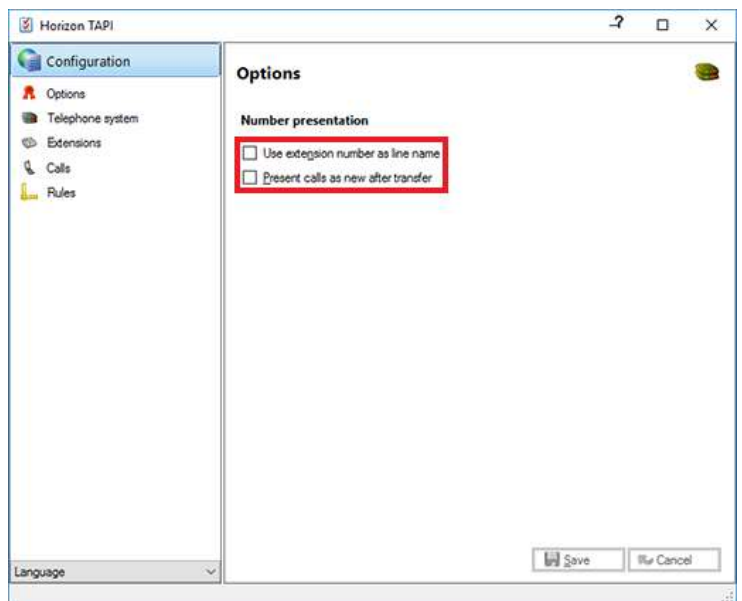 Horizon TAPI
Configuration
Options
Telephone system
Extensions
Calls
Rules
Language
Options
Number presentation
Use extension number as line name
Present calls as new after transfer
Save
Cancel